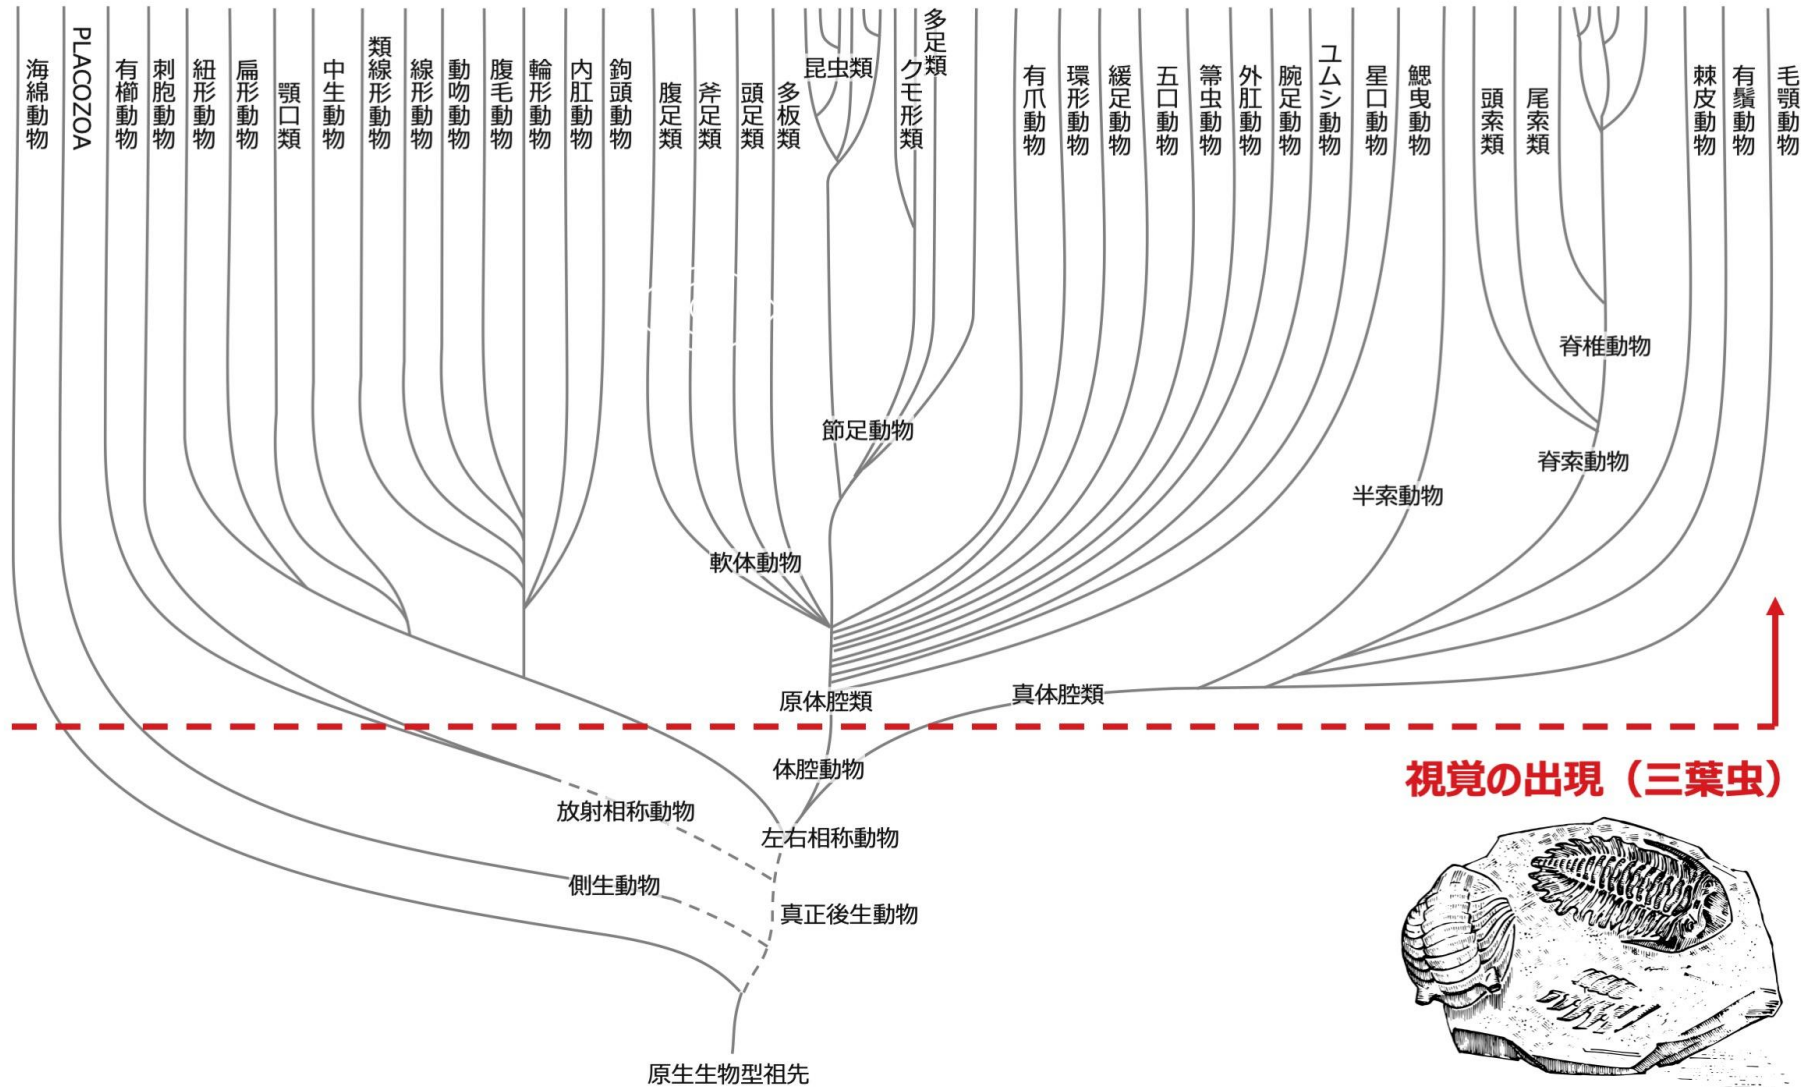 海綿動物
PLACOZOA
有櫛動物
刺胞動物
紐形動物
扁形動物
顎口類
中生動物
類線形動物
線形動物
動吻動物
腹毛動物
輪形動物
内肛動物
鉤頭動物
腹足類
斧足類
頭足類
多板類
昆虫類
クモ形類
多足類
有爪動物
環形動物
緩足動物
五口動物
箒虫動物
外肛動物
腕足動物
ユムシ動物
星口動物
鰓曳動物
頭索類
尾索類
棘皮動物
有鬚動物
毛顎動物
脊椎動物
節足動物
脊索動物
半索動物
軟体動物
原体腔類
真体腔類
体腔動物
視覚の出現（三葉虫）
放射相称動物
左右相称動物
側生動物
真正後生動物
原生生物型祖先